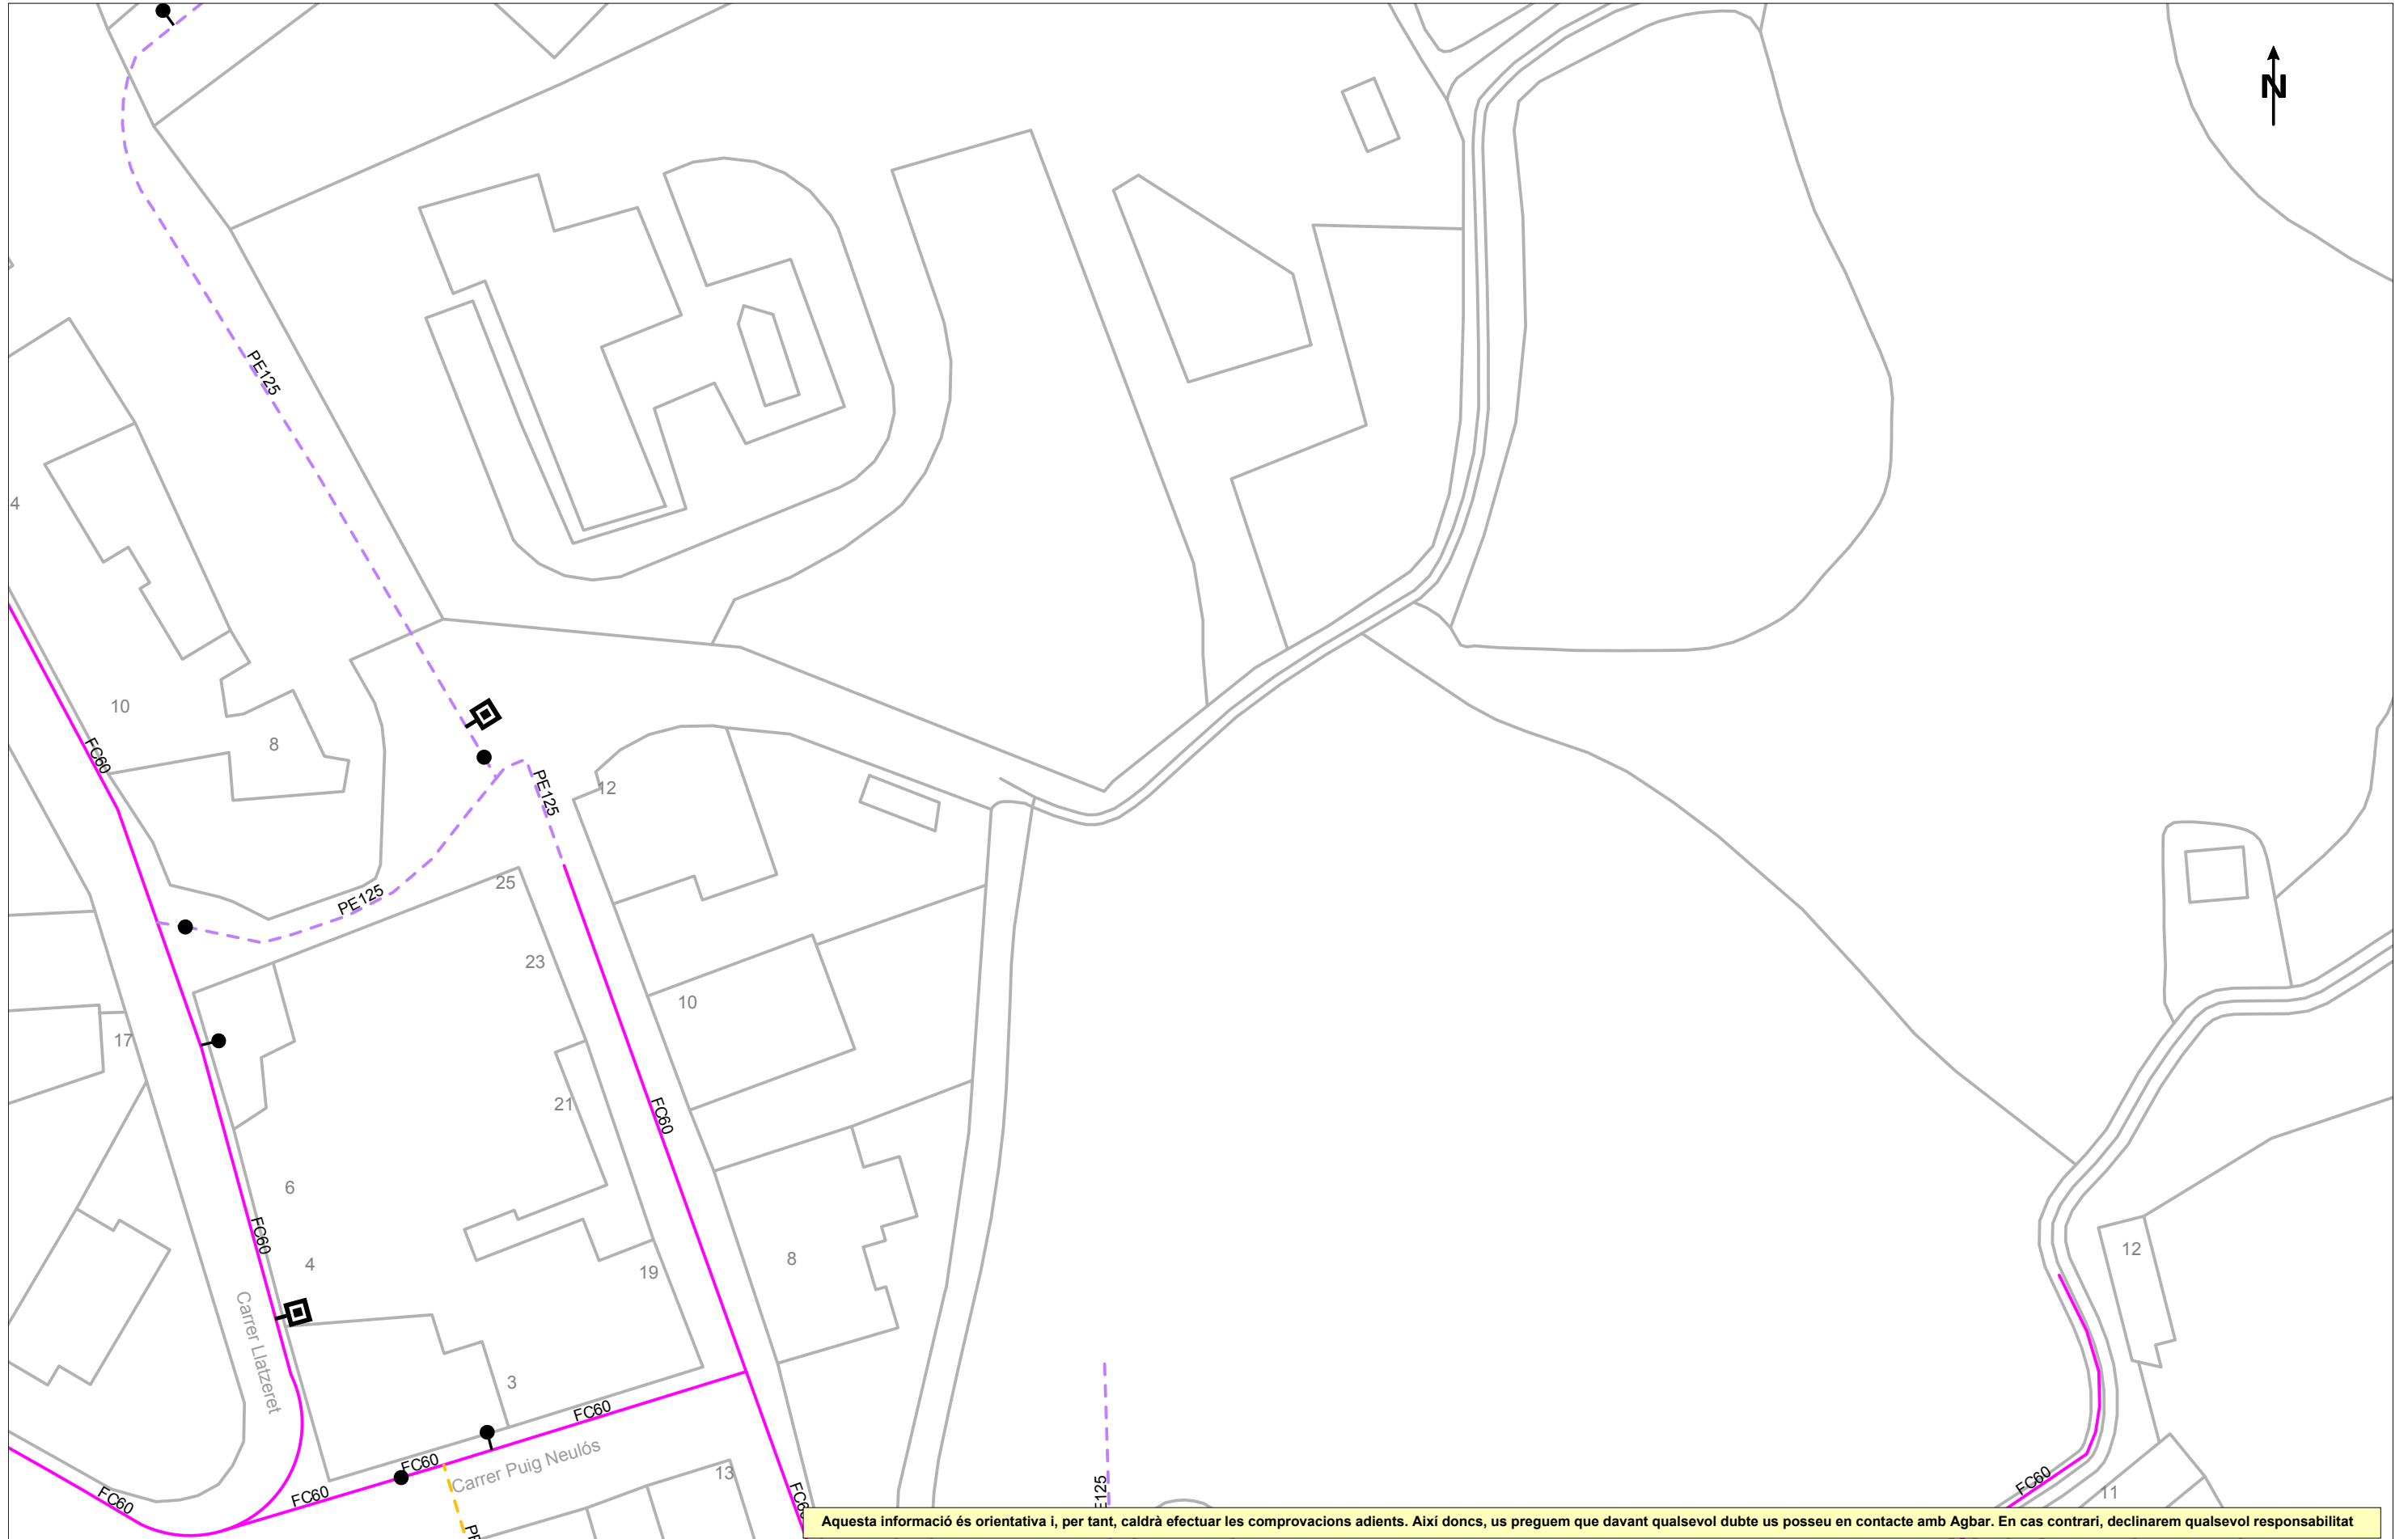 N
PE125
4
10
8
FC60
PE125
12
PE125
25
23
10
17
21
FC60
6
FC60
4
19
8
12
Carrer Llatzeret
3
FC60
FC60
Carrer Puig Neulós
13
FC60
FC60
FC60
11
Aquesta informació és orientativa i, per tant, caldrà efectuar les comprovacions adients. Així doncs, us preguem que davant qualsevol dubte us poseu en contacte amb Agbar. En cas contrari, declinarem qualsevol responsabilitat